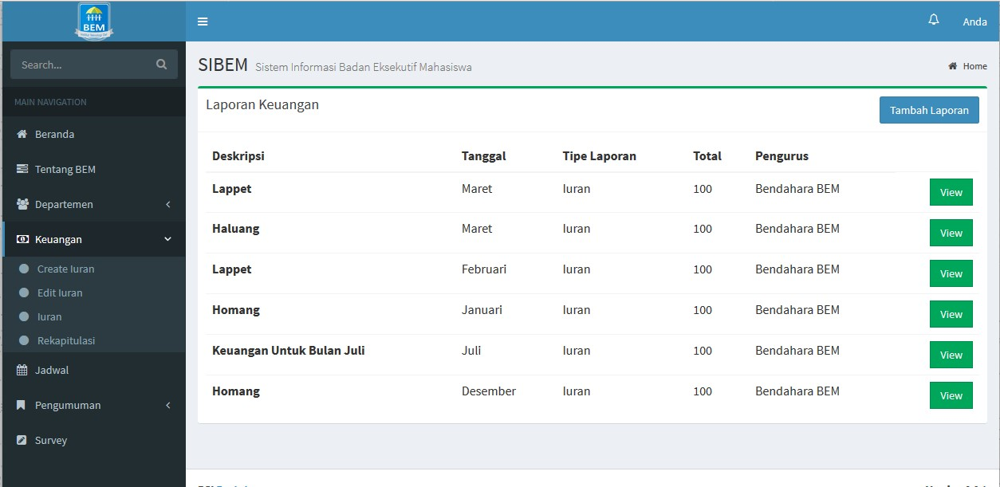 BEM
Anda
Search...
SIBEM Sistem Informasi Badan Eksekutif Mahasiswa
Home
MAIN NAVIGATION
Beranda
Tentang BEM
Departemen
Keuangan
Create Iuran
Edit Iuran
Iuran
Rekapitulasi
Jadwal
Pengumuman
Survey
Laporan Keuangan
Tambah Laporan
Deskripsi Tanggal Tipe Laporan Total Pengurus
Lappet Maret Iuran 100 Bendahara BEM View
Haluang Maret Iuran 100 Bendahara BEM View
Lappet Februari Iuran 100 Bendahara BEM View
Homang Januari Iuran 100 Bendahara BEM View
Keuangan Untuk Bulan Juli Juli Iuran 100 Bendahara BEM View
Homang Desember Iuran 100 Bendahara BEM View